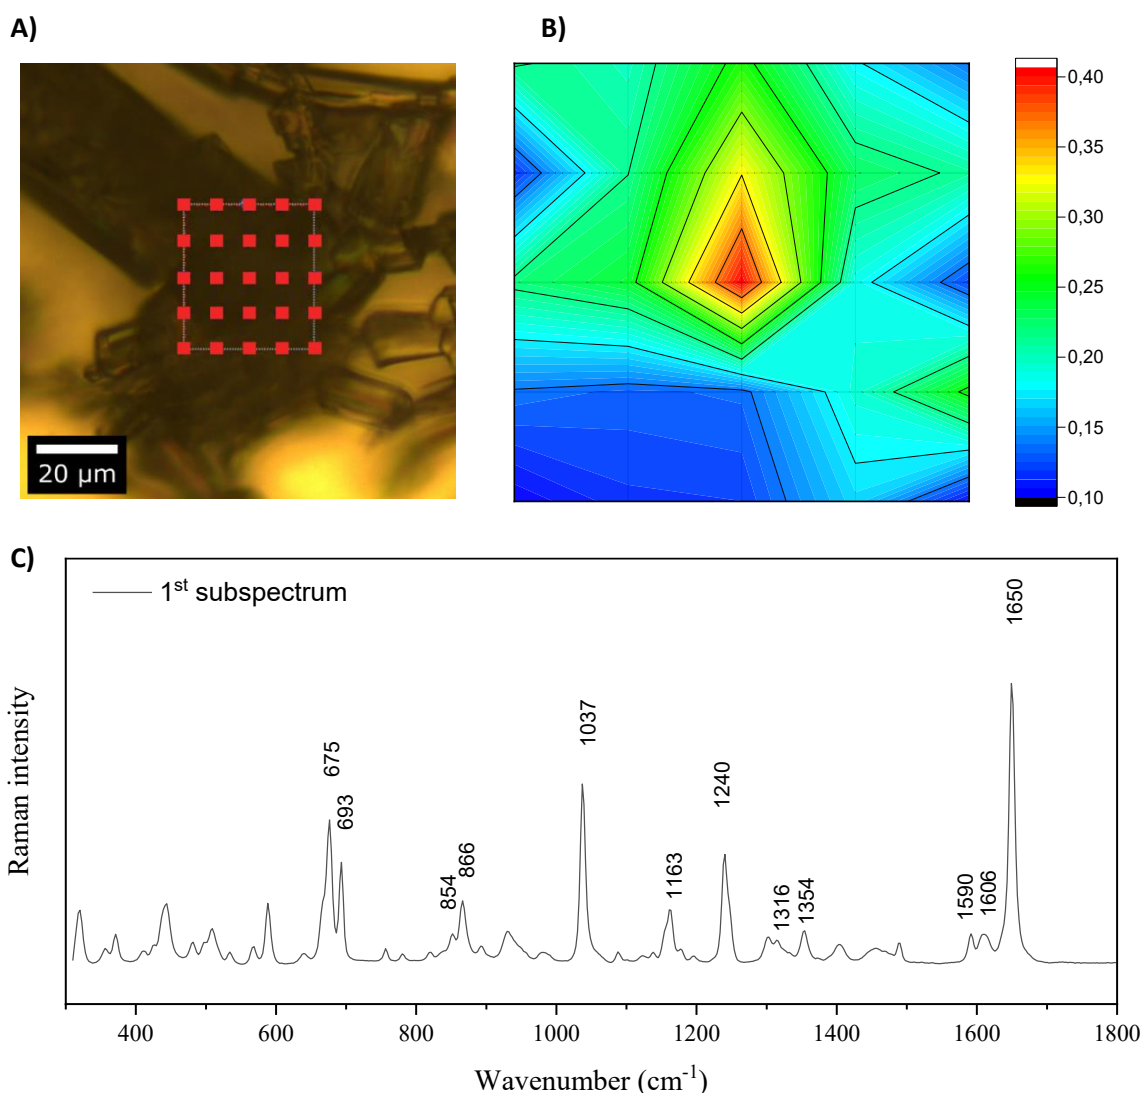 A)
B)
20 μm
0,40
0,35
0,30
0,25
0,20
0,15
0,10
C)
1st subspectrum
1650
1037
675
1240
693
866
854
1163
1316
1354
1590
1606
Raman intensity
400 600 800 1000 1200 1400 1600 1800
Wavenumber (cm-1)